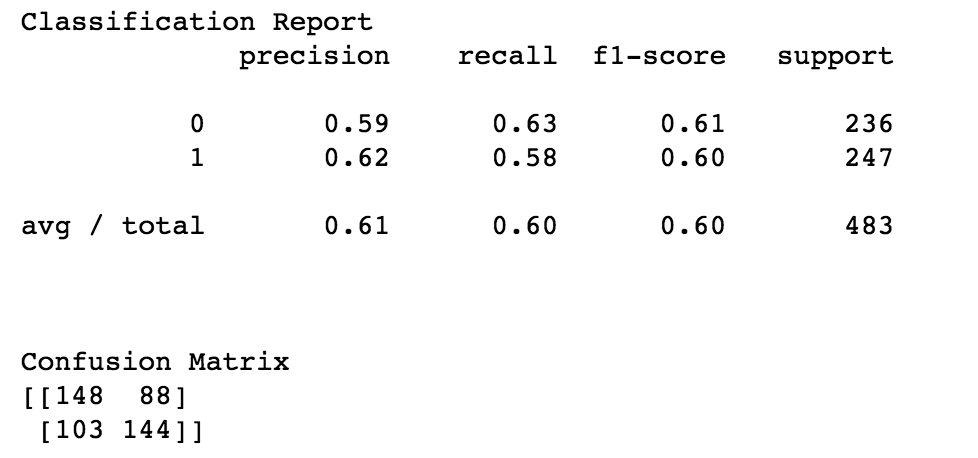 Classification Report
precision recall f1-score support
0 0.59 0.63 0.61 236
1 0.62 0.58 0.60 247
avg / total 0.61 0.60 0.60 483
Confusion Matrix
[[148 88]
[103 144]]